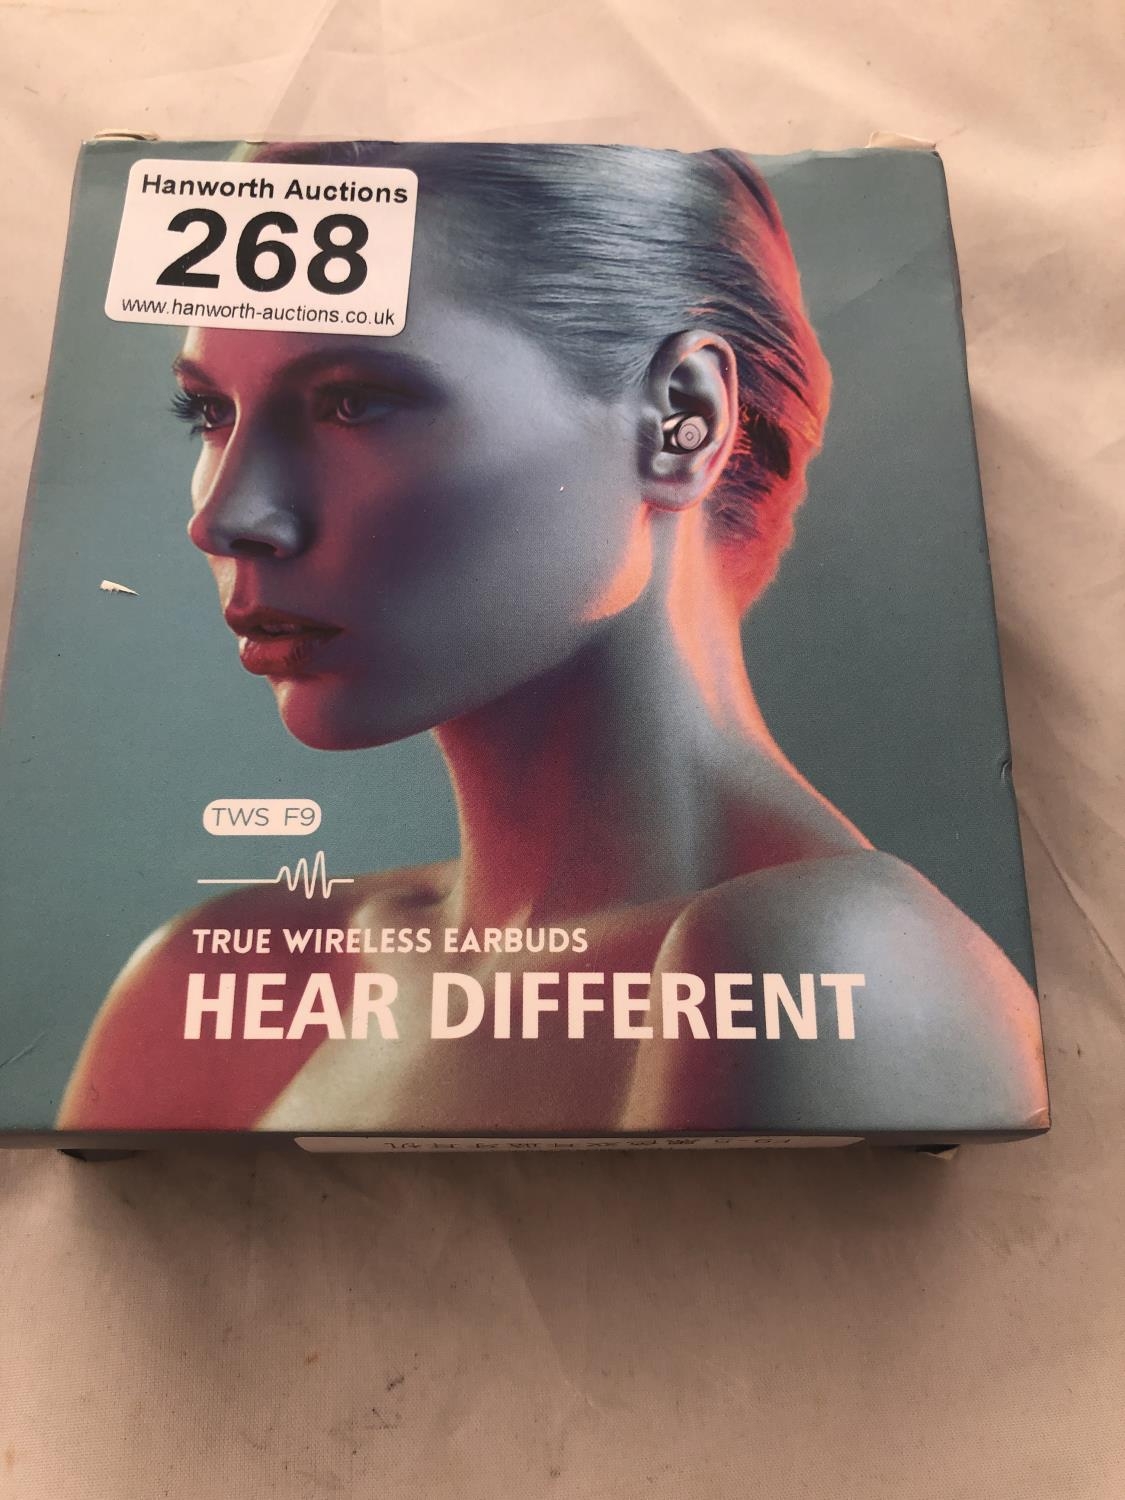 Hanworth Auctions
268
www.hanworth-auctions.co.uk
TWS F9
TRUE WIRELESS EARBUDS
HEAR DIFFERENT